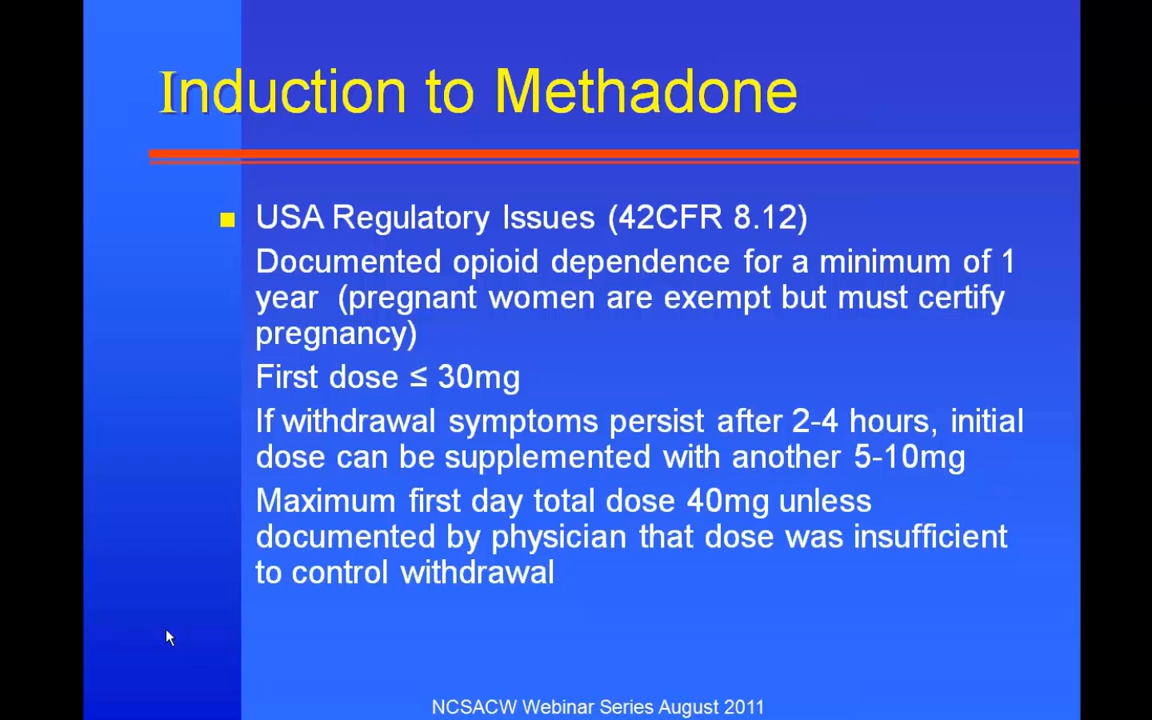 Induction to Methadone
USA Regulatory Issues (42CFR 8.12)
Documented opioid dependence for a minimum of 1
year (pregnant women are exempt but must certify
pregnancy)
First dose ≤ 30mg
If withdrawal symptoms persist after 2-4 hours, initial
dose can be supplemented with another 5-10mg
Maximum first day total dose 40mg unless
documented by physician that dose was insufficient
to control withdrawal
NCSACW Webinar Series August 2011